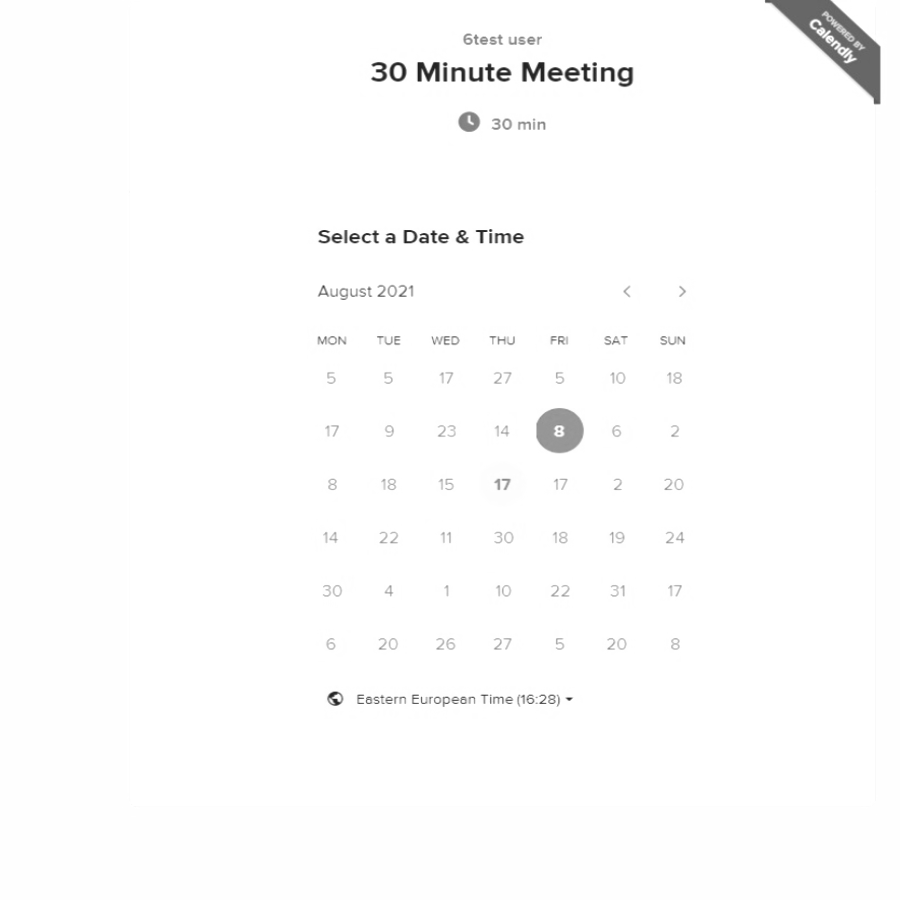 POWERED BY
Calendly
6test user
30 Minute Meeting
30 min
Select a Date & Time
August 2021
MON TUE WED THU FRI SAT SUN
5 5 17 27 5 10 18
17 9 23 14 8 6 2
8 18 15 17 17 2 20
14 22 11 30 18 19 24
30 4 1 10 22 31 17
6 20 26 27 5 20 8
Eastern European Time (16:28)